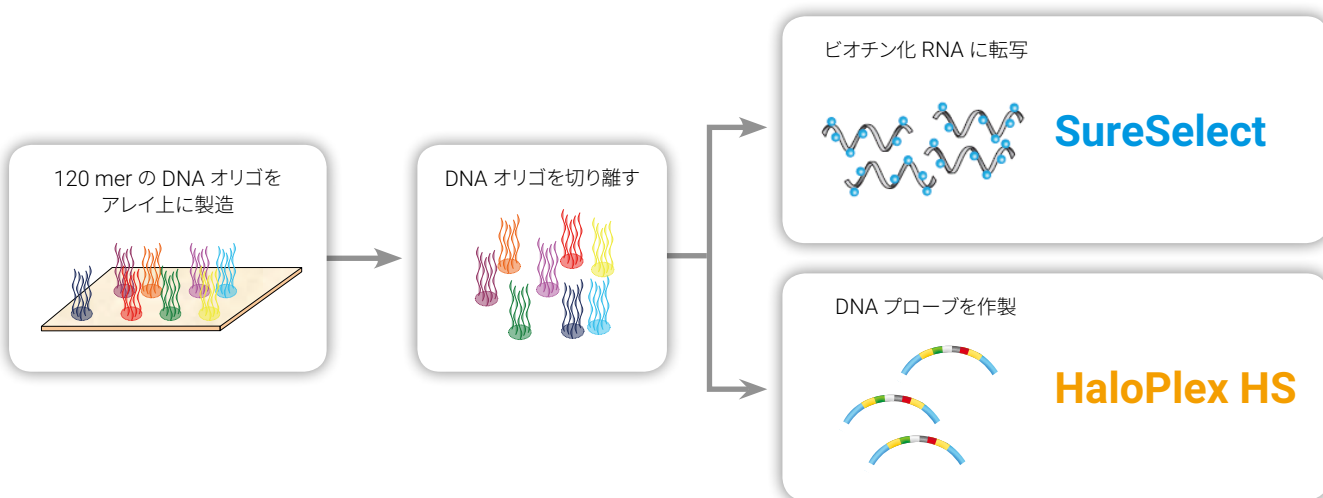 120 mer の DNA オリゴを
アレイ上に製造
DNA オリゴを切り離す
ビオチン化 RNA に転写
SureSelect
DNA プローブを作製
HaloPlex HS